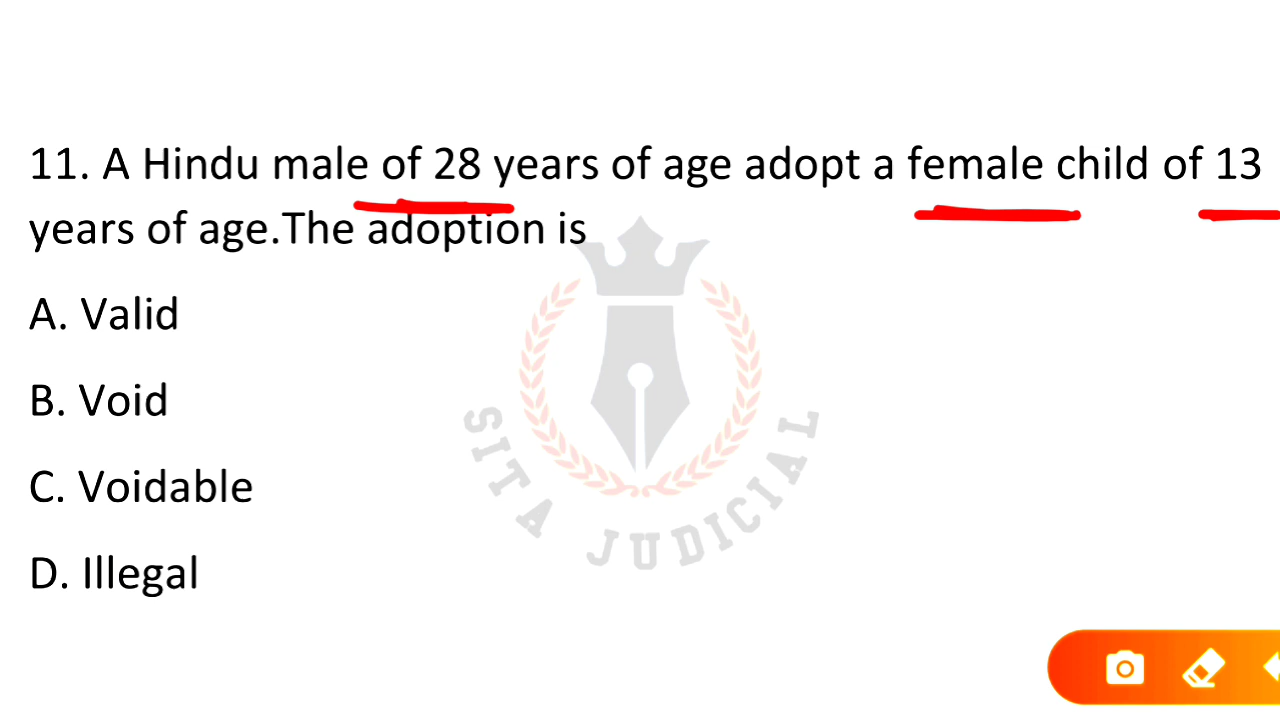 11. A Hindu male of 28 years of age adopt a female child of 13
years of age.The adoption is
A. Valid
B. Void
C. Voidable
D. Illegal
SITA JUDICIAL